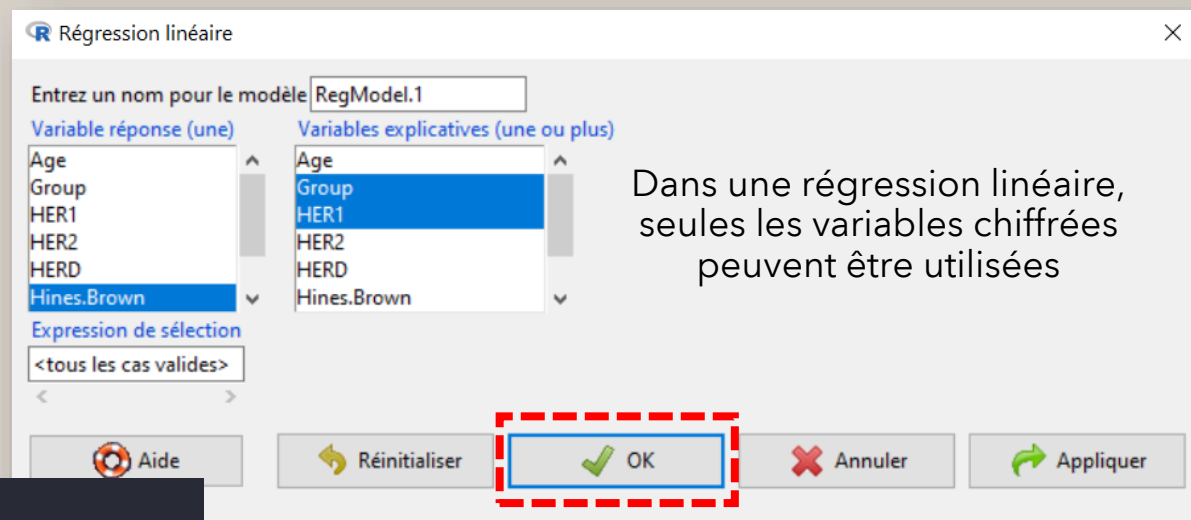 Régression linéaire
Entrez un nom pour le modèle RegModel.1
Variable réponse (une) Variables explicatives (une ou plus)
Age
Group
HER1
HER2
HERD
Hines.Brown
Age
Group
HER1
HER2
HERD
Hines.Brown
Dans une régression linéaire,
seules les variables chiffrées
peuvent être utilisées
Expression de sélection
<tous les cas valides>
Aide Réinitialiser OK Annuler Appliquer